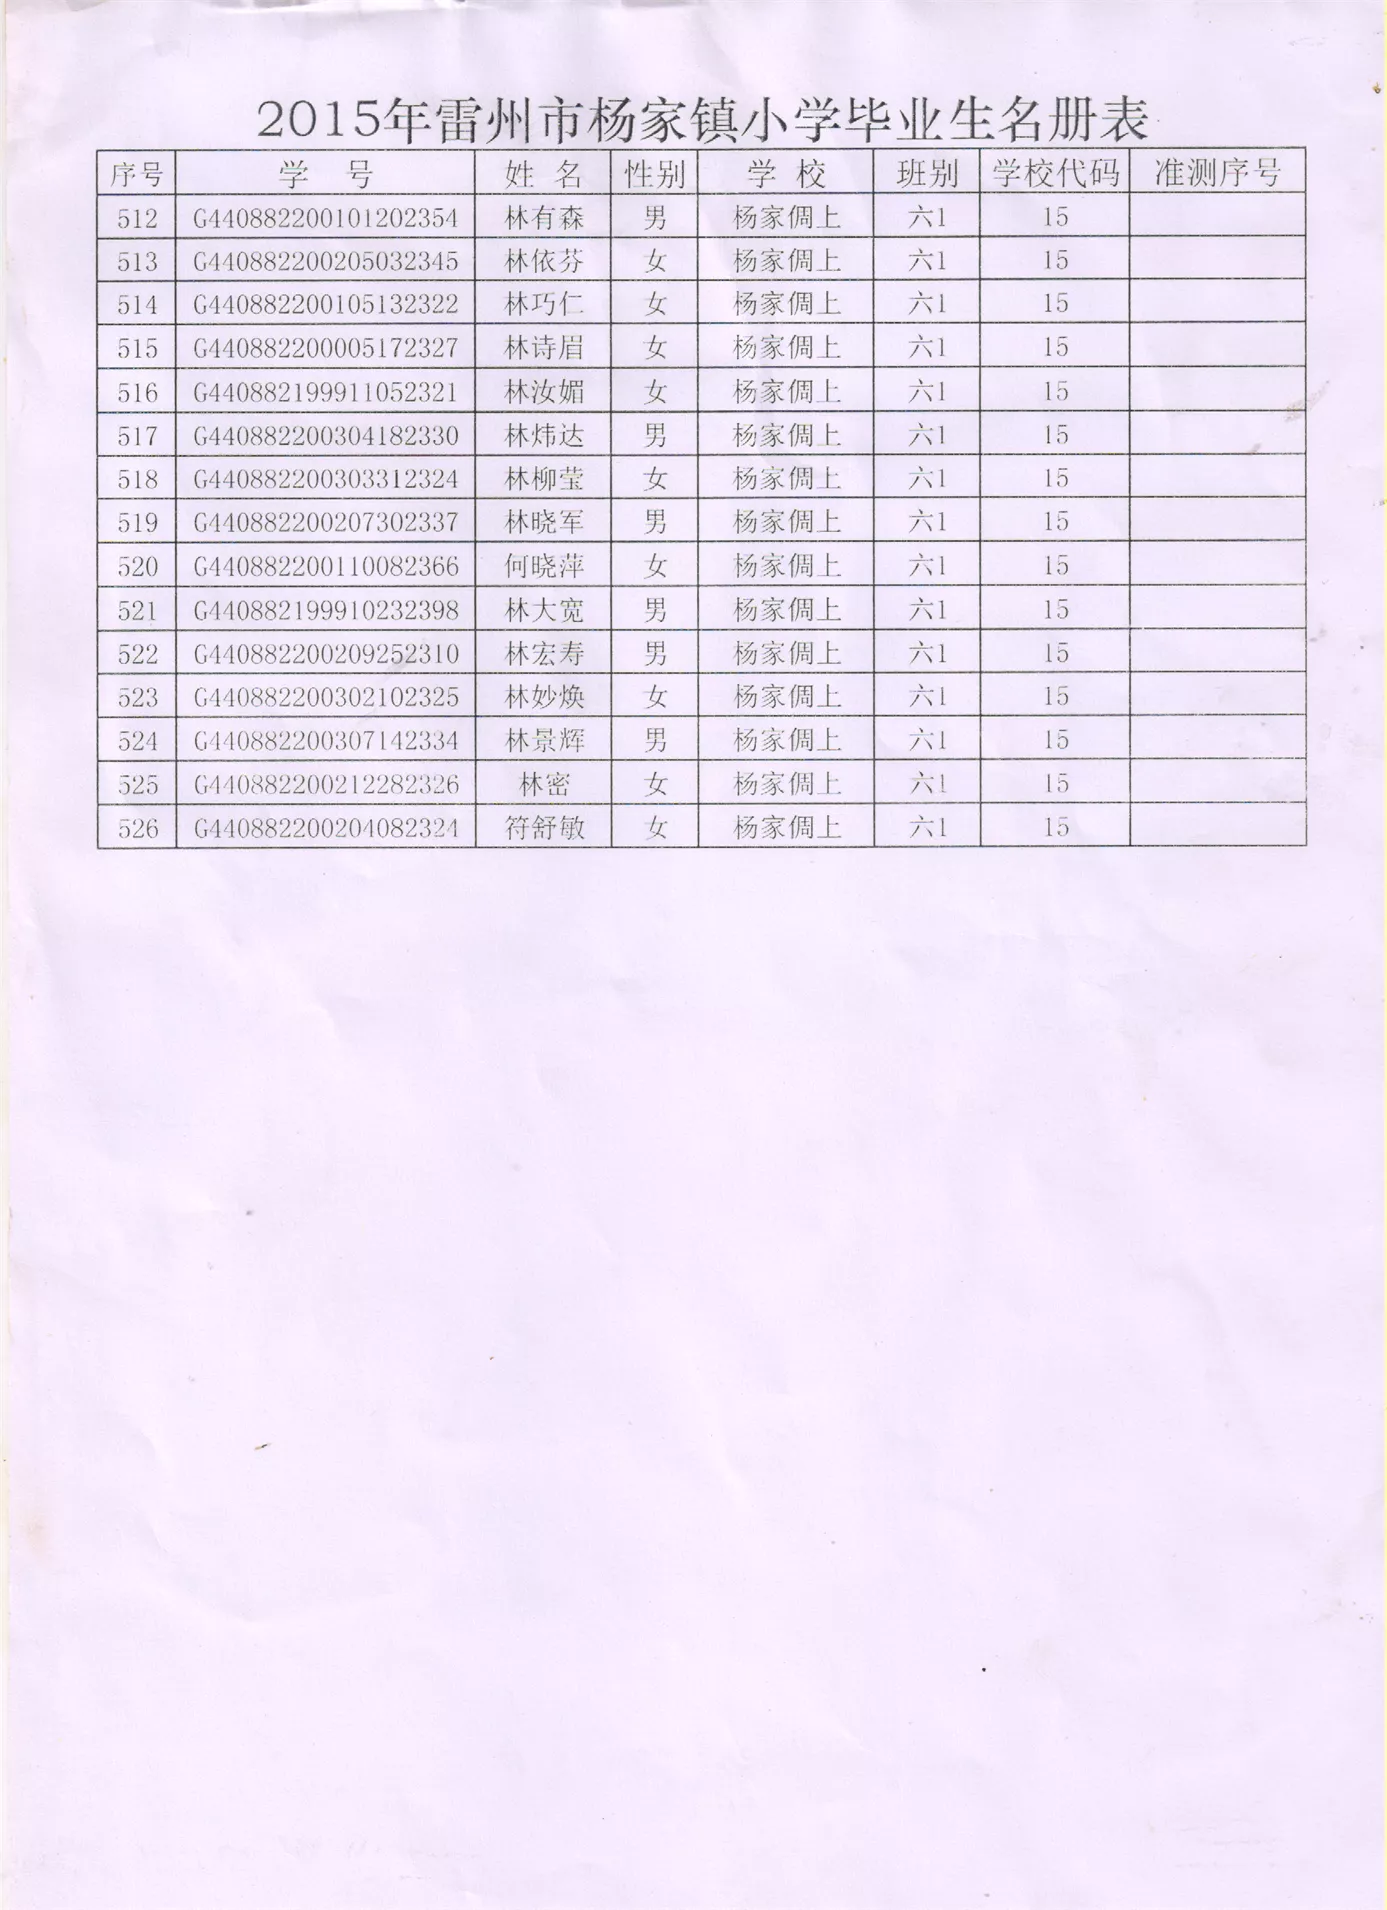 2015年雷州市杨家镇小学毕业生名册表
序号 学 号 姓 名 性别 学 校 班别 学校代码 准测序号
512 G440882200101202354 林有森 男 杨家倜上 六1 15
513 G440882200205032345 林依芬 女 杨家倜上 六1 15
514 G440882200105132322 林巧仁 女 杨家倜上 六1 15
515 G440882200005172327 林诗眉 女 杨家倜上 六1 15
516 G440882199911052321 林汝媚 女 杨家倜上 六1 15
517 G440882200304182330 林炜达 男 杨家倜上 六1 15
518 G440882200303312324 林柳莹 女 杨家倜上 六1 15
519 G440882200207302337 林晓军 男 杨家倜上 六1 15
520 G440882200110082366 何晓萍 女 杨家倜上 六1 15
521 G440882199910232398 林大宽 男 杨家倜上 六1 15
522 G440882200209252310 林宏寿 男 杨家倜上 六1 15
523 G440882200302102325 林妙焕 女 杨家倜上 六1 15
524 G440882200307142334 林景辉 男 杨家倜上 六1 15
525 G440882200212282326 林密 女 杨家倜上 六1 15
526 G440882200204082324 符舒敏 女 杨家倜上 六1 15